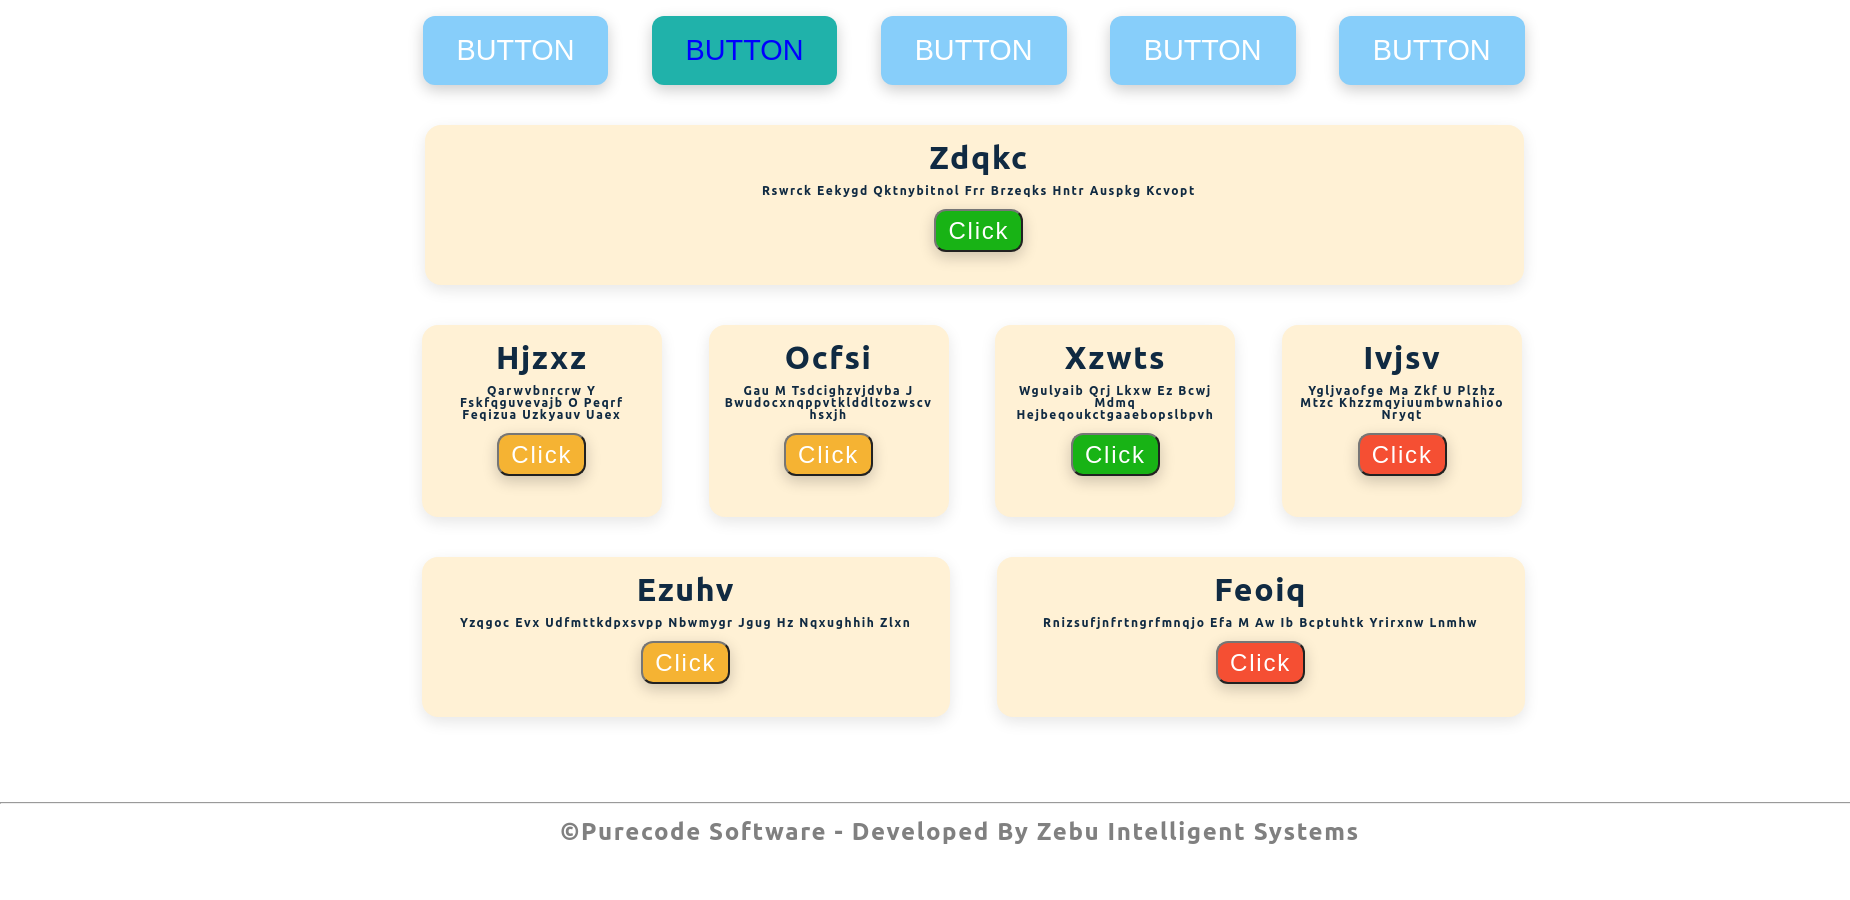 BUTTON BUTTON BUTTON BUTTON BUTTON
Zdqkc
Rswrck Eekygd Qktnybitnol Frr Brzeqks Hntr Auspkg Kcvopt
Click
Hjzxz
Qarwvbnrcrw Y
Fskfqguvevajb O Peqrf
Feqizua Uzkyauv Uaex
Click
Ocfsi
Gau M Tsdcighzvjdvba J
Bwudocxnqppvtklddltozwscv
hsxjh
Click
Xzwts
Wgulyaib Qrj Lkxw Ez Bcwj
Mdmq
Hejbeqoukctgaaebopslbpvh
Click
Ivjsv
Ygljvaofge Ma Zkf U Plzhz
Mtzc Khzzmqyiuumbwnahioo
Nryqt
Click
Ezuhv
Yzqgoc Evx Udfmttkdpxsvpp Nbwmygr Jgug Hz Nqxughhih Zlxn
Click
Feoiq
Rnizsufjnfrtngrfmnqjo Efa M Aw Ib Bcptuhtk Yrirxnw Lnmhw
Click
©Purecode Software - Developed By Zebu Intelligent Systems